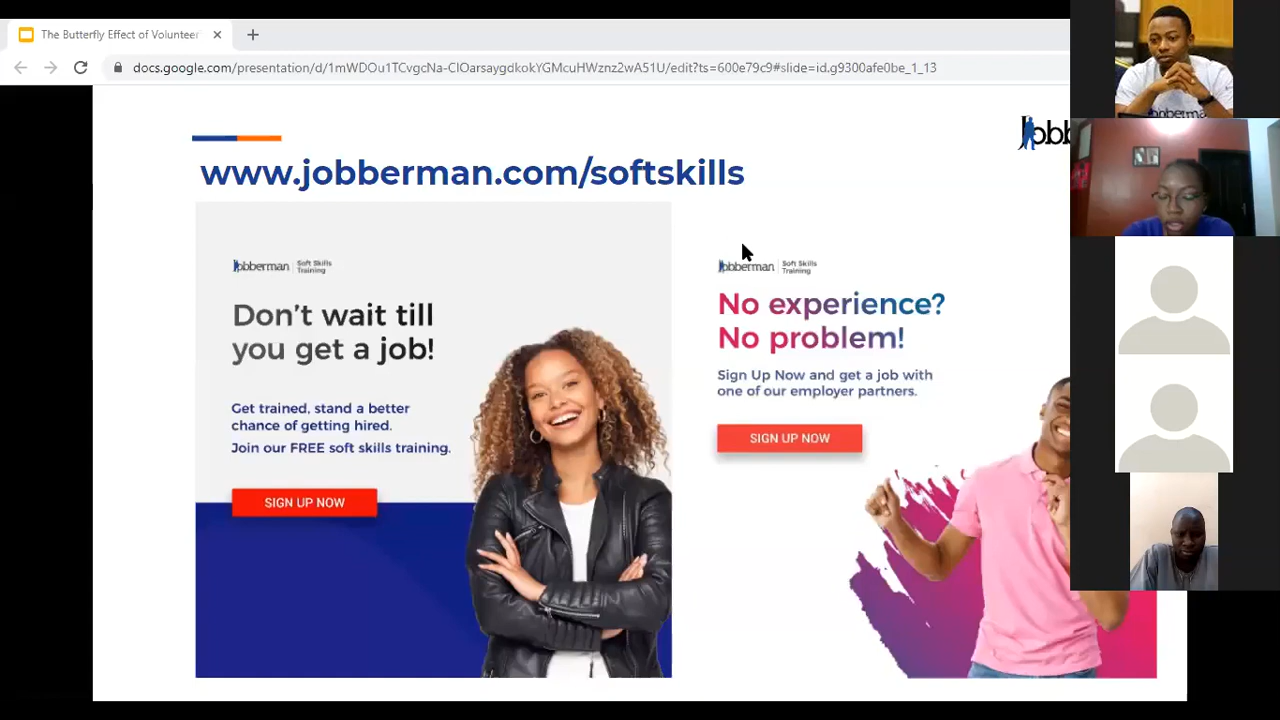 The Butterfly Effect of Volunteer
docs.google.com/presentation/d/1mWDOu1TCvgcNa-ClOarsaygdkokYGMcuHWznz2wA51U/edit?ts=600e79c9#slide=id.g9300afe0be_1_13
Jobb
www.jobberman.com/softskills
Jobberman | Soft Skills
Training
Don't wait till
you get a job!
Get trained, stand a better
chance of getting hired.
Join our FREE soft skills training.
SIGN UP NOW
Jobberman | Soft Skills
Training
No experience?
No problem!
Sign Up Now and get a job with
one of our employer partners.
SIGN UP NOW
Jobberman